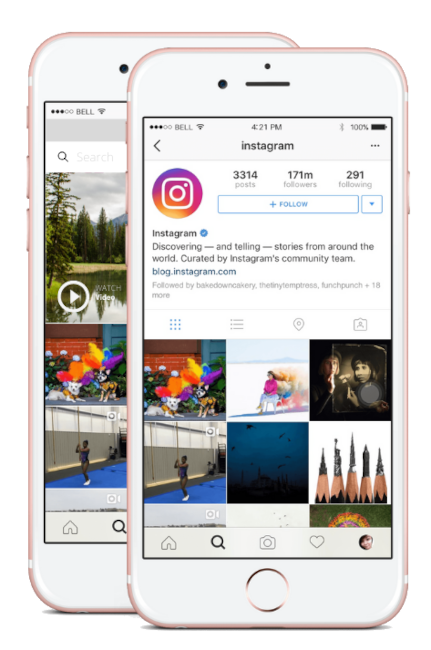 ●●●○○ BELL
Search
WATCH
Video
●●●○○ BELL 4:21 PM 100%
instagram
3314 171m 291
posts followers following
+ FOLLOW
Instagram
Discovering — and telling — stories from around the
world. Curated by Instagram's community team.
blog.instagram.com
Followed by bakedowncakery, thetinytemptress, funchpunch + 18
more